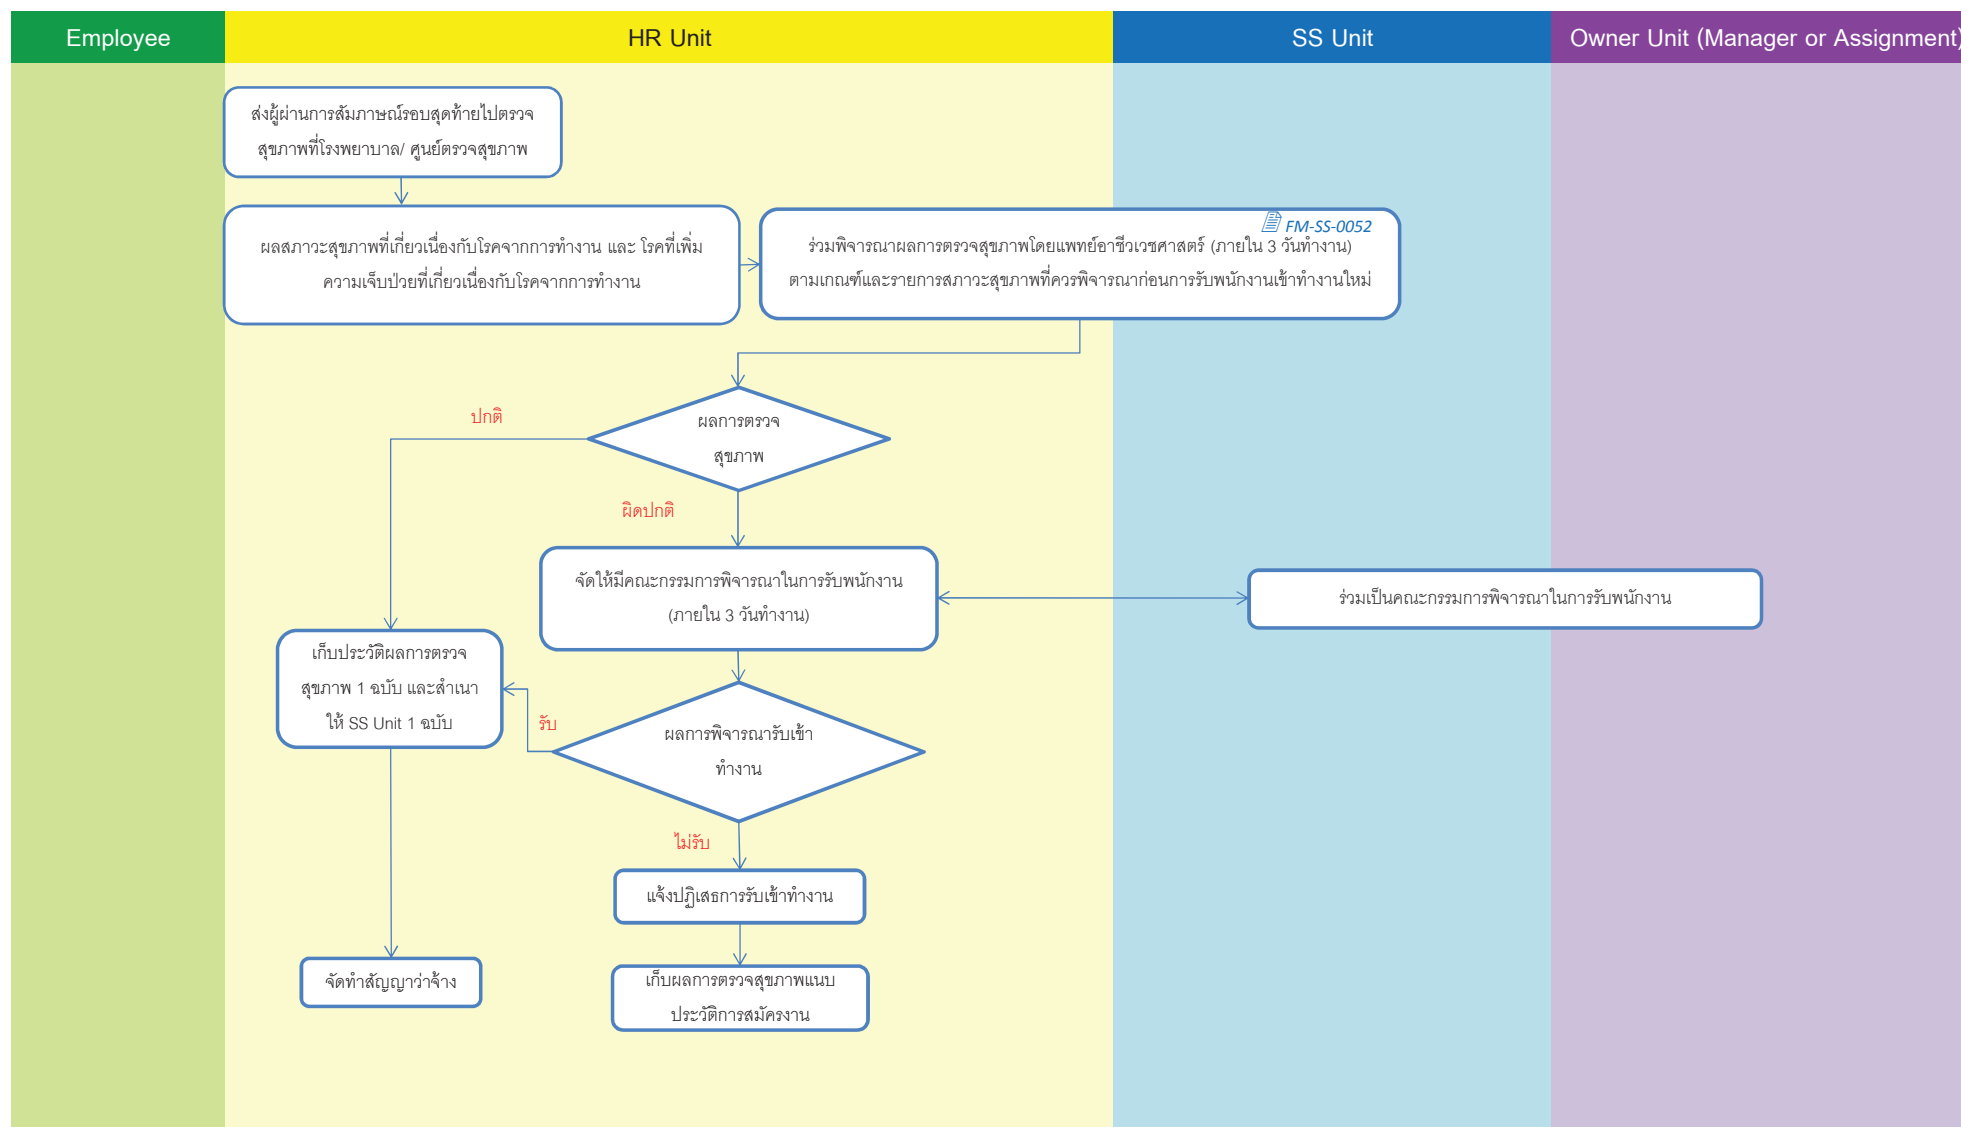 Employee
HR Unit
SS Unit
Owner Unit (Manager or Assignment)
ส่งผู้ผ่านการสัมภาษณ์รอบสุดท้ายไปตรวจ
สุขภาพที่โรงพยาบาล/ ศูนย์ตรวจสุขภาพ
ผลสภาวะสุขภาพที่เกี่ยวเนื่องกับโรคจากการทำงาน และ โรคที่เพิ่ม
ความเจ็บป่วยที่เกี่ยวเนื่องกับโรคจากการทำงาน
FM-SS-0052
ร่วมพิจารณาผลการตรวจสุขภาพโดยแพทย์อาชีวเวชศาสตร์ (ภายใน 3 วันทำงาน)
ตามเกณฑ์และรายการสภาวะสุขภาพที่ควรพิจารณาก่อนการรับพนักงานเข้าทำงานใหม่
ผลการตรวจ
สุขภาพ
ปกติ
ผิดปกติ
จัดให้มีคณะกรรมการพิจารณาในการรับพนักงาน
(ภายใน 3 วันทำงาน)
ร่วมเป็นคณะกรรมการพิจารณาในการรับพนักงาน
เก็บประวัติผลการตรวจ
สุขภาพ 1 ฉบับ และสำเนา
ให้ SS Unit 1 ฉบับ
รับ
ผลการพิจารณารับเข้า
ทำงาน
ไม่รับ
แจ้งปฏิเสธการรับเข้าทำงาน
จัดทำสัญญาว่าจ้าง
เก็บผลการตรวจสุขภาพแนบ
ประวัติการสมัครงาน